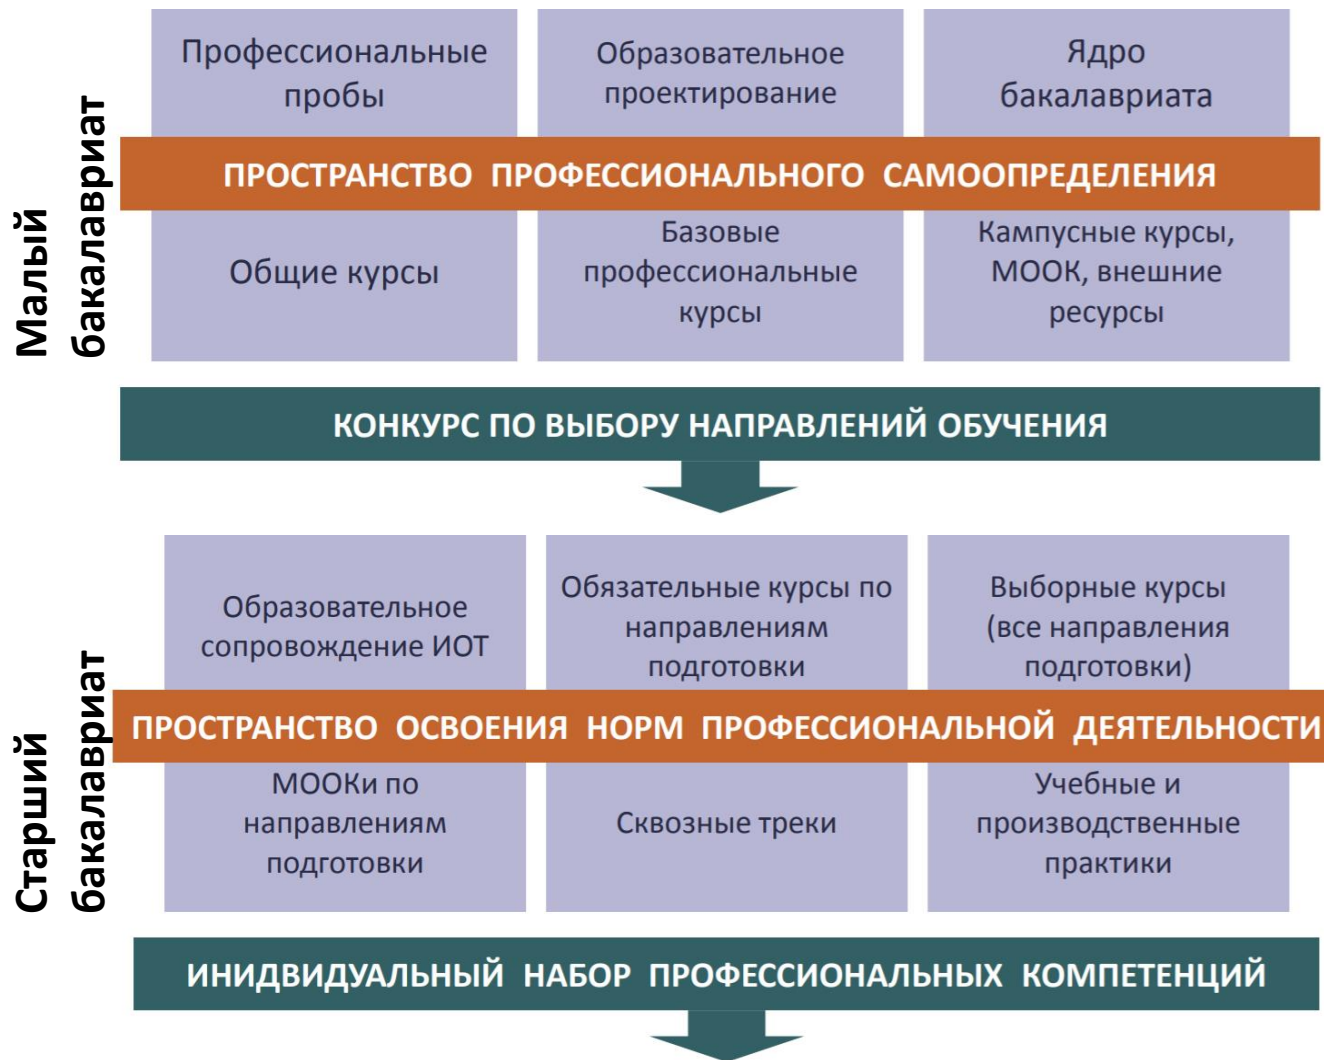 Малый
бакалавриат
Профессиональные
пробы
Образовательное
проектирование
Ядро
бакалавриата
ПРОСТРАНСТВО ПРОФЕССИОНАЛЬНОГО САМООПРЕДЕЛЕНИЯ
Общие курсы
Базовые
профессиональные
курсы
Кампусные курсы,
МООК, внешние
ресурсы
КОНКУРС ПО ВЫБОРУ НАПРАВЛЕНИЙ ОБУЧЕНИЯ
Старший
бакалавриат
Образовательное
сопровождение ИОТ
Обязательные курсы по
направлениям
подготовки
Выборные курсы
(все направления
подготовки)
ПРОСТРАНСТВО ОСВОЕНИЯ НОРМ ПРОФЕССИОНАЛЬНОЙ ДЕЯТЕЛЬНОСТИ
МООКи по
направлениям
подготовки
Сквозные треки
Учебные и
производственные
практики
ИНИДВИДУАЛЬНЫЙ НАБОР ПРОФЕССИОНАЛЬНЫХ КОМПЕТЕНЦИЙ